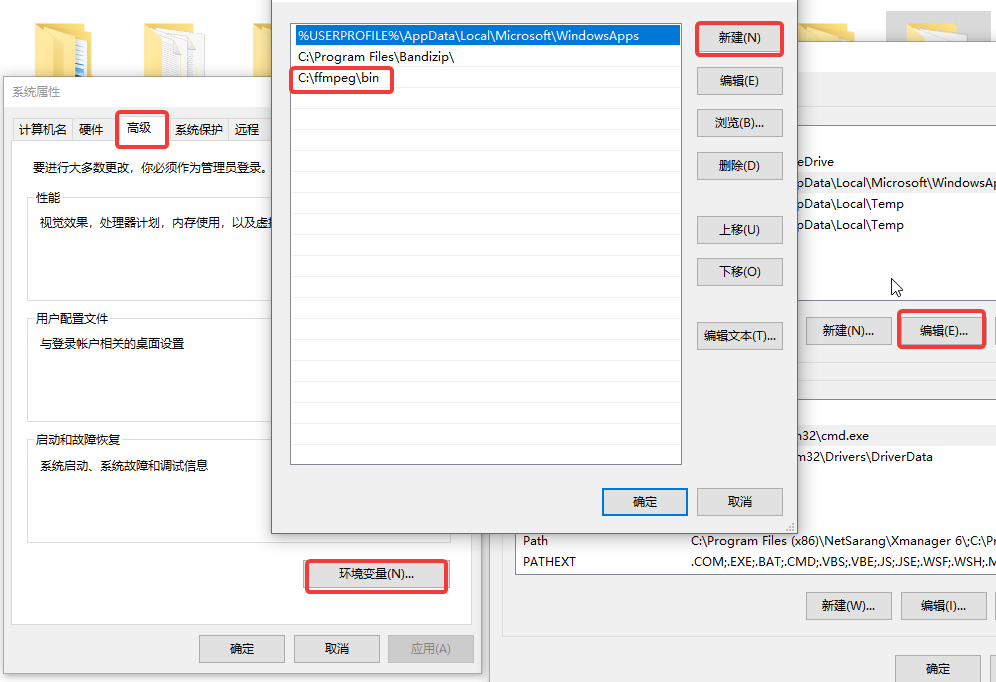 %USERPROFILE%\AppData\Local\Microsoft\WindowsApps
C:\Program Files\Bandizip\
C:\ffmpeg\bin
新建(N)
编辑(E)
浏览(B)...
删除(D)
上移(U)
下移(O)
编辑文本(T)...
确定
取消
系统属性
计算机名
硬件
高级
系统保护
远程
要进行大多数更改，你必须作为管理员登录。
性能
视觉效果，处理器计划，内存使用，以及虚
用户配置文件
与登录帐户相关的桌面设置
启动和故障恢复
系统启动、系统故障和调试信息
环境变量(N)...
确定
取消
应用(A)
eDrive
pData\Local\Microsoft\WindowsAp
pData\Local\Temp
pData\Local\Temp
新建(N)...
编辑(E)...
m32\cmd.exe
m32\Drivers\DriverData
Path C:\Program Files (x86)\NetSarang\Xmanager 6\;C:\Pr
PATHEXT .COM;.EXE;.BAT;.CMD;.VBS;.VBE;.JS;.JSE;.WSF;.WSH;.M
新建(W)...
编辑(I)...
确定